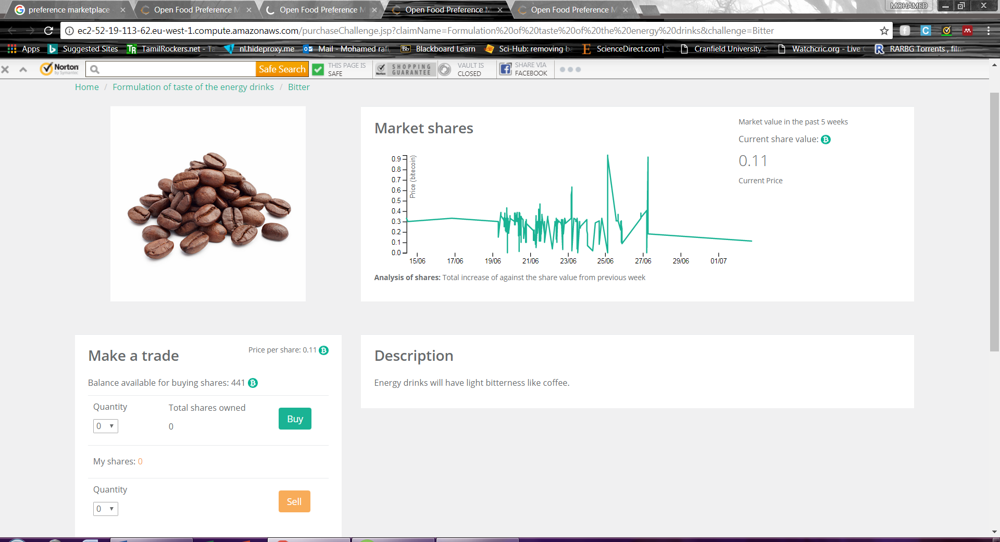 preference marketplace
Open Food Preference M
Open Food Preference M
Open Food Preference M
Open Food Preference M
MOHAMED
ec2-52-19-113-62.eu-west-1.compute.amazonaws.com/purchaseChallenge.jsp?claimName=Formulation%20of%20taste%20of%20the%20energy%20drinks&challenge=Bitter
Apps
Suggested Sites
TamilRockers.net - Ta
nl.hideproxy.me
Mail - Mohamed rafi
Bb Blackboard Learn
Sci-Hub: removing ba
ScienceDirect.com | S
Cranfield University S
Watchcric.org - Live
RARBG Torrents , film
Norton
by Symantec
Safe Search
THIS PAGE IS
SAFE
SHOPPING
GUARANTEE
VAULT IS
CLOSED
SHARE VIA
FACEBOOK
Home / Formulation of taste of the energy drinks / Bitter
Market shares
Market value in the past 5 weeks
Current share value:
0.11
Current Price
Price (bitecoin)
0.9
0.8
0.7
0.6
0.5
0.4
0.3
0.2
0.1
0.0
15/06 17/06 19/06 21/06 23/06 25/06 27/06 29/06 01/07
Analysis of shares: Total increase of against the share value from previous week
Make a trade
Price per share: 0.11
Balance available for buying shares: 441
Quantity
Total shares owned
0
0
Buy
My shares: 0
Quantity
0
Sell
Description
Energy drinks will have light bitterness like coffee.